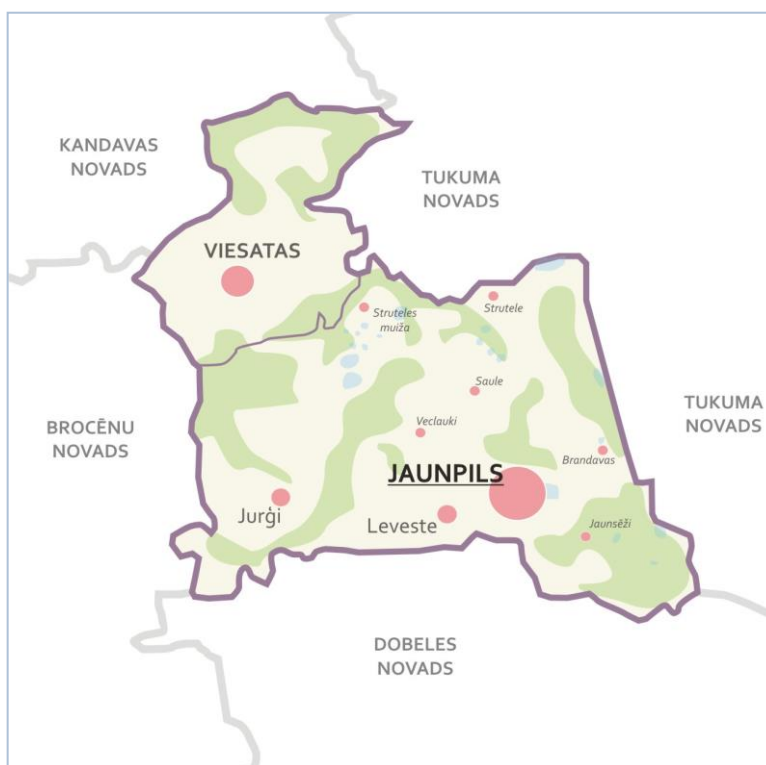 KANDAVAS
NOVADS
TUKUMA
NOVADS
VIESATAS
Struteles
muiža
Strutele
Saule
TUKUMA
NOVADS
BROCĒNU
NOVADS
Veclauki
Brandavas
JAUNPILS
Jurģi
Leveste
Jaunsēži
DOBELES
NOVADS